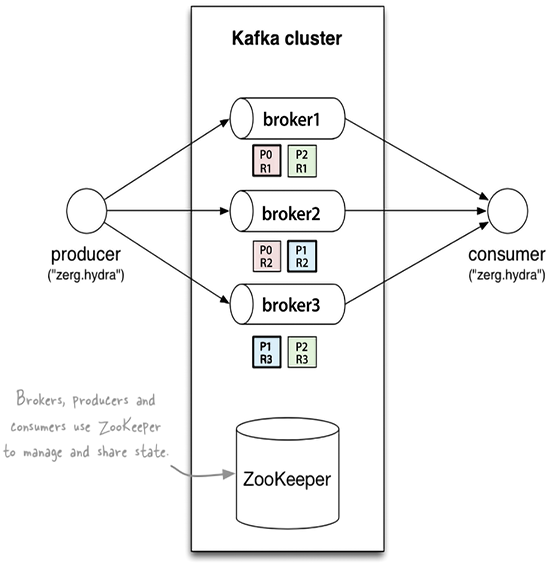 Kafka cluster
broker1
P0
R1
P2
R1
broker2
P0
R2
P1
R2
producer
("zerg.hydra")
consumer
("zerg.hydra")
broker3
P1
R3
P2
R3
Brokers, producers and
consumers use ZooKeeper
to manage and share state.
ZooKeeper